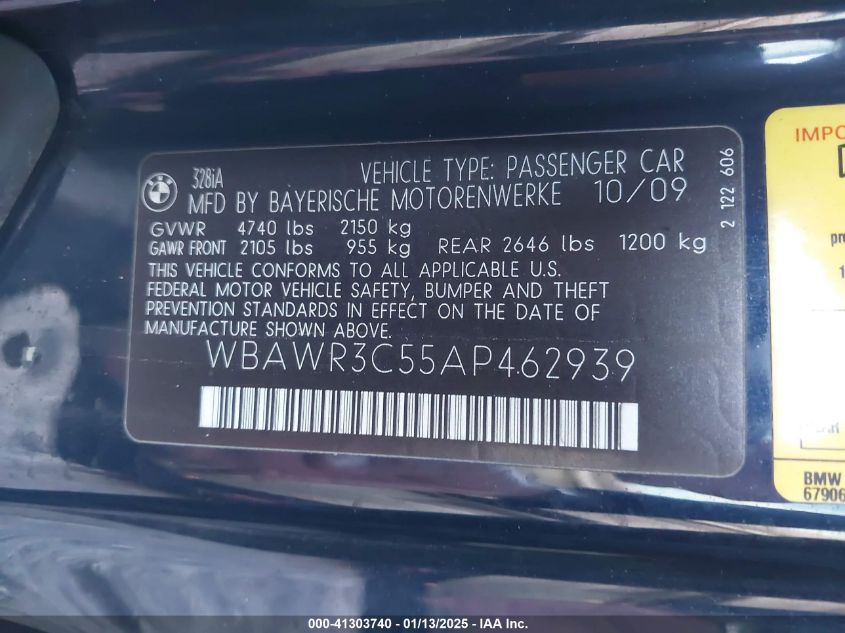 BMW
328iA
VEHICLE TYPE: PASSENGER CAR
MFD BY BAYERISCHE MOTORENWERKE 10/09
GVWR 4740 lbs 2150 kg
GAWR FRONT 2105 lbs 955 kg REAR 2646 lbs 1200 kg
THIS VEHICLE CONFORMS TO ALL APPLICABLE U.S.
FEDERAL MOTOR VEHICLE SAFETY, BUMPER AND THEFT
PREVENTION STANDARDS IN EFFECT ON THE DATE OF
MANUFACTURE SHOWN ABOVE
WBAWR3C55AP462939
2 122 606
IMPO
BMW
67906
000-41303740 - 01/13/2025 - IAA Inc.